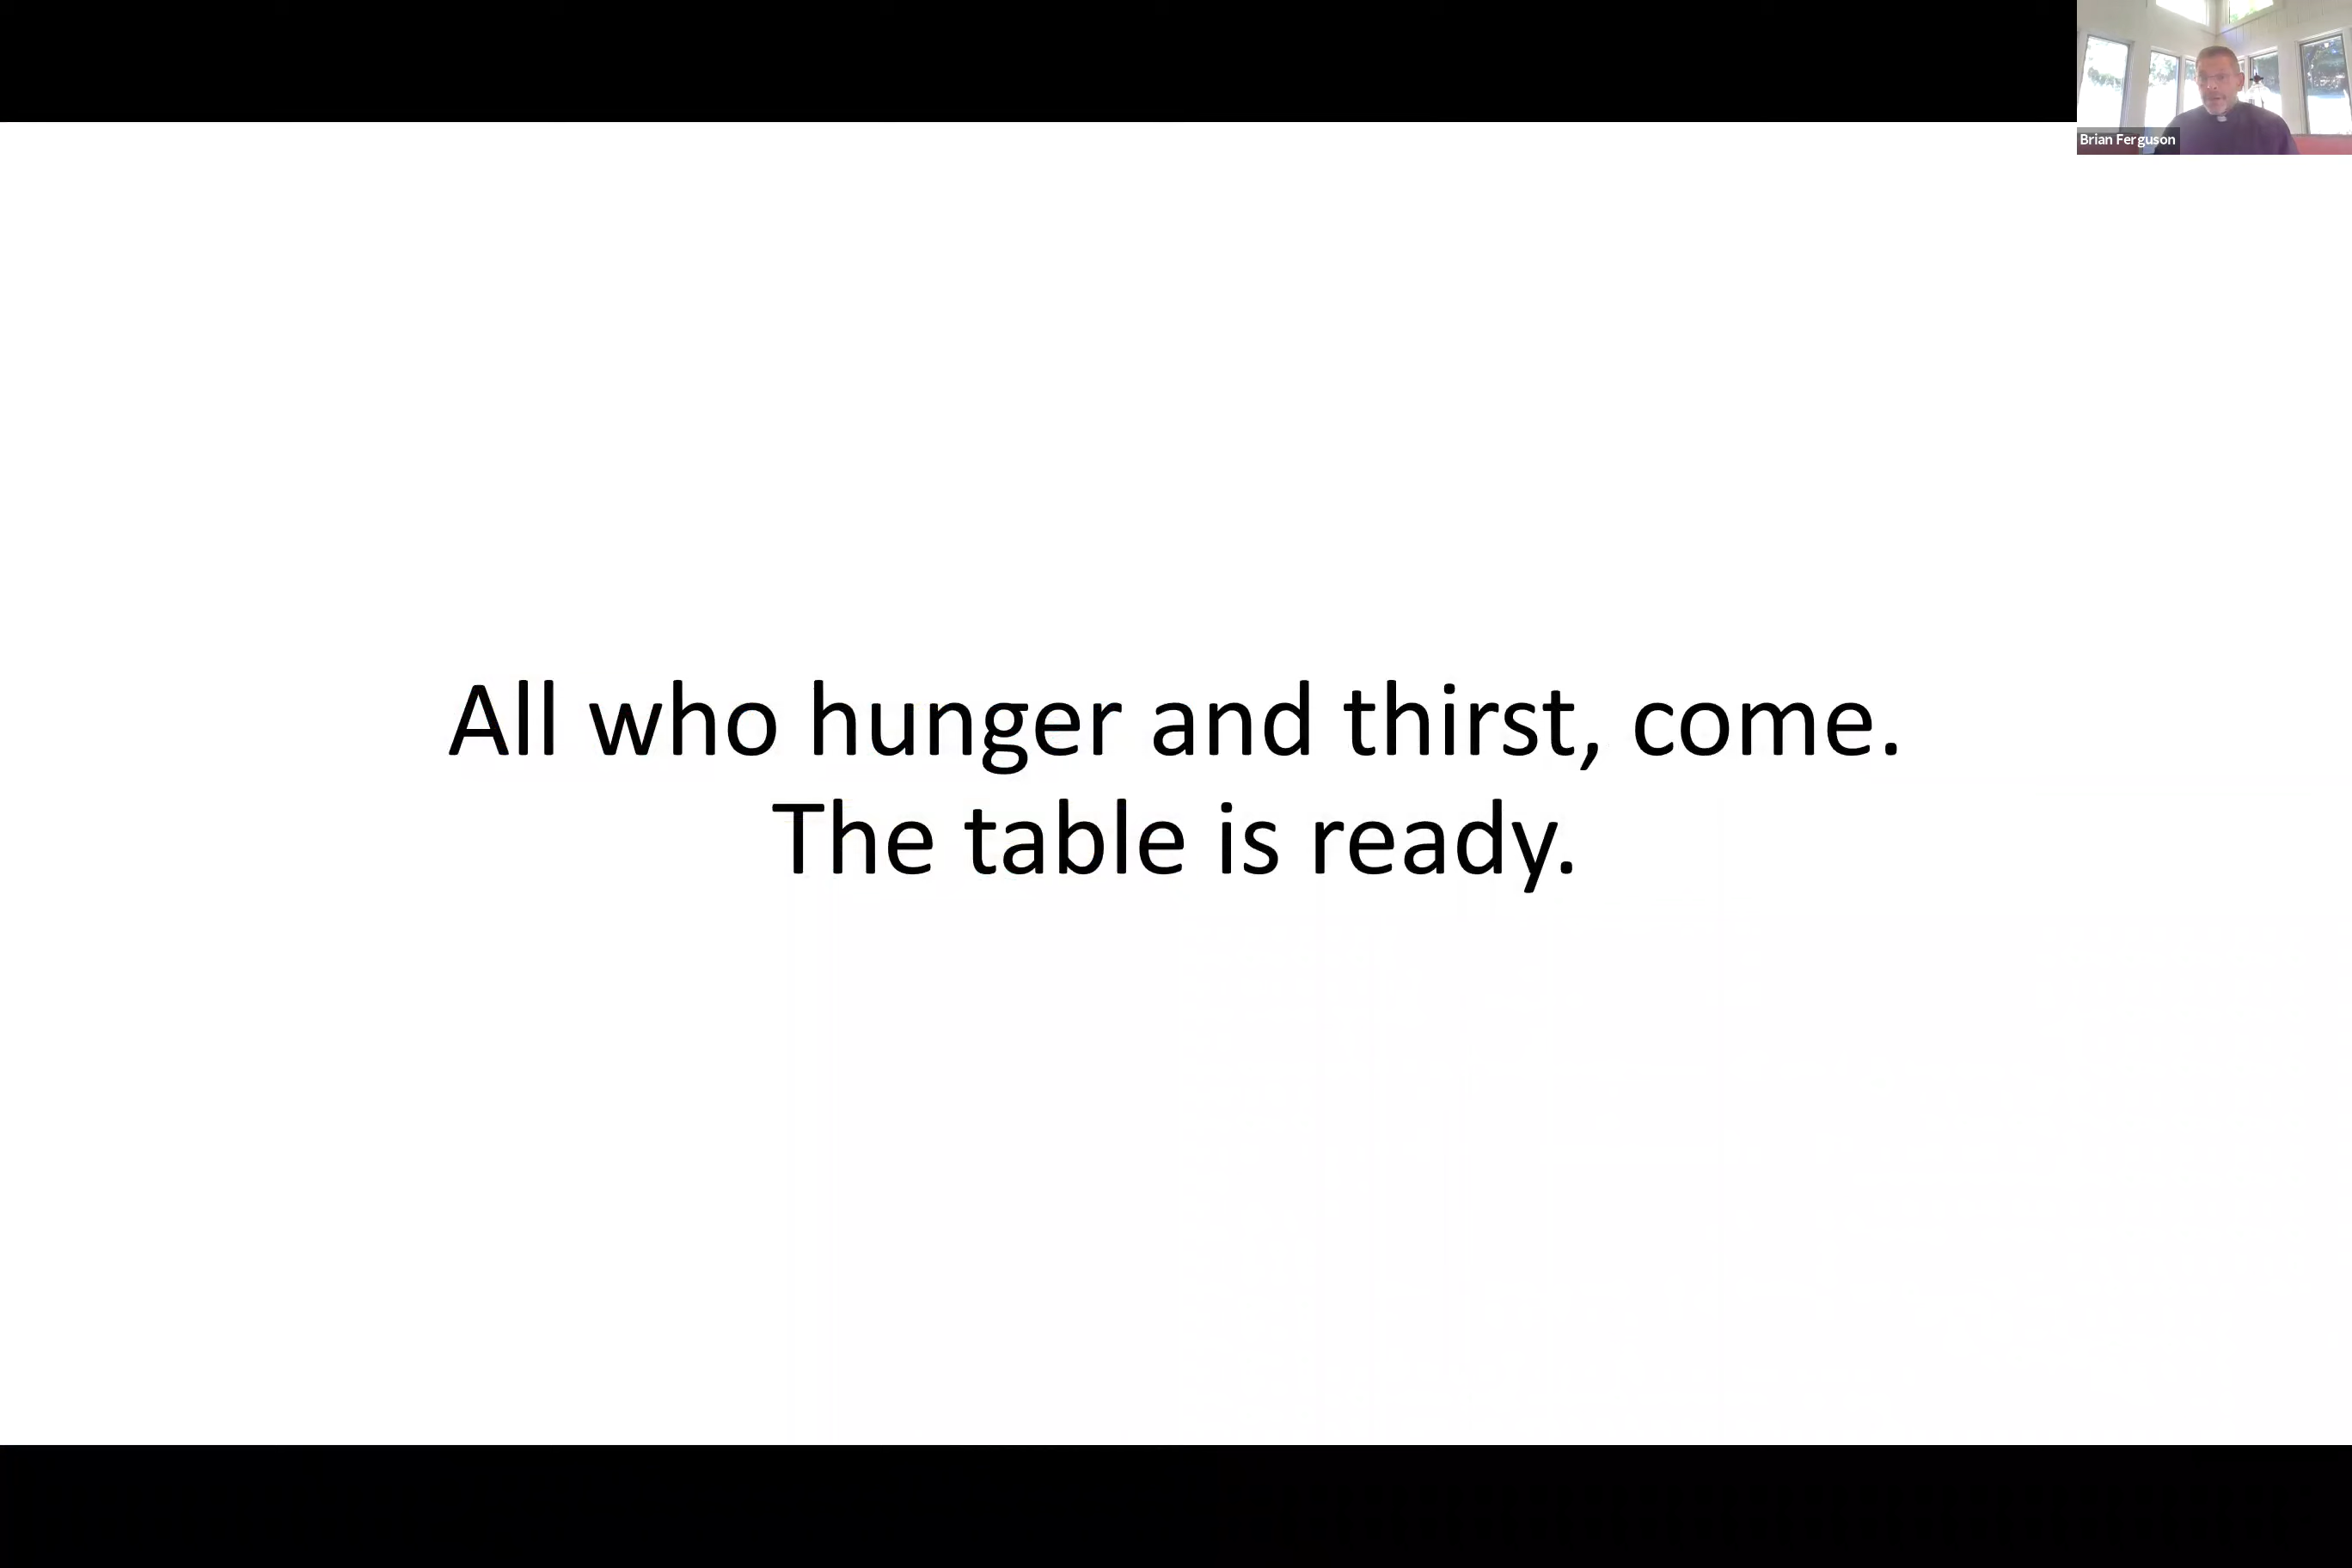 Brian Ferguson
All who hunger and thirst, come.
The table is ready.